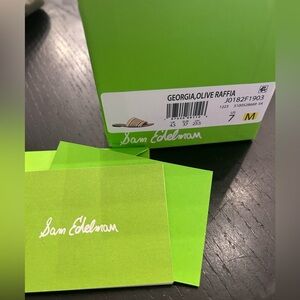 GEORGIA,OLIVE RAFFIA
J0182F1903
7 M
Sam Edelman
Sam Edelman